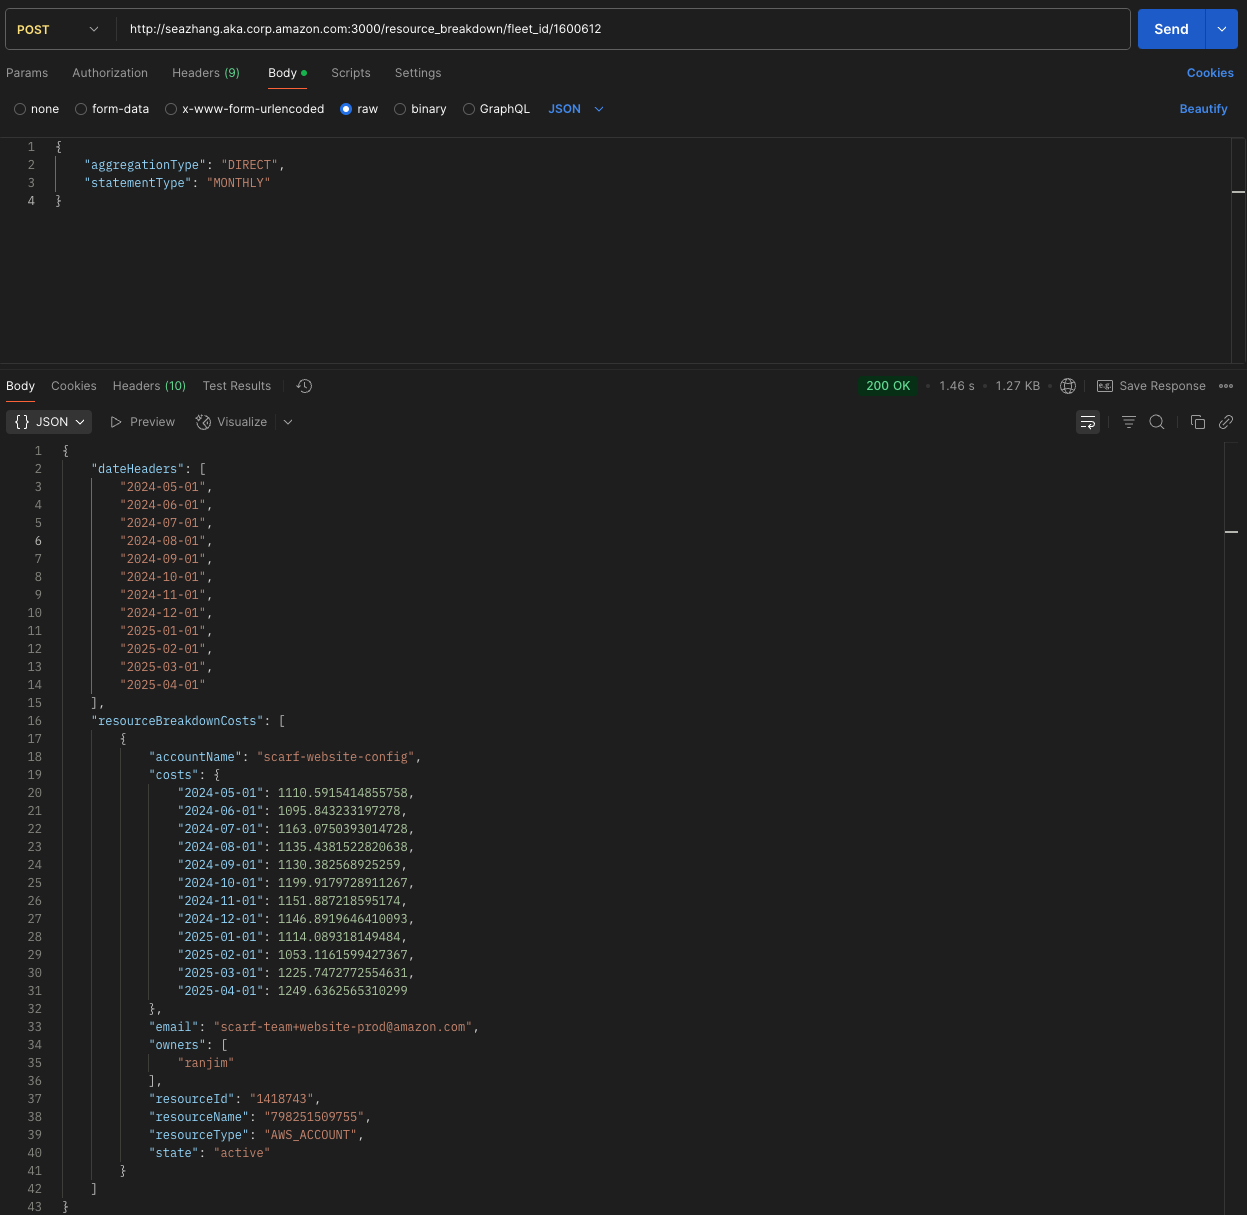 POST http://seazhang.aka.corp.amazon.com:3000/resource_breakdown/fleet_id/1600612 Send
Params Authorization Headers (9) Body Scripts Settings Cookies
none form-data x-www-form-urlencoded raw binary GraphQL JSON Beautify
1 {
2 "aggregationType": "DIRECT",
3 "statementType": "MONTHLY"
4 }
Body Cookies Headers (10) Test Results 200 OK 1.46 s 1.27 KB Save Response
{} JSON Preview Visualize
1 {
2 "dateHeaders": [
3 "2024-05-01",
4 "2024-06-01",
5 "2024-07-01",
6 "2024-08-01",
7 "2024-09-01",
8 "2024-10-01",
9 "2024-11-01",
10 "2024-12-01",
11 "2025-01-01",
12 "2025-02-01",
13 "2025-03-01",
14 "2025-04-01"
15 ],
16 "resourceBreakdownCosts": [
17 {
18 "accountName": "scarf-website-config",
19 "costs": {
20 "2024-05-01": 1110.5915414855758,
21 "2024-06-01": 1095.843233197278,
22 "2024-07-01": 1163.0750393014728,
23 "2024-08-01": 1135.4381522820638,
24 "2024-09-01": 1130.382568925259,
25 "2024-10-01": 1199.9179728911267,
26 "2024-11-01": 1151.887218595174,
27 "2024-12-01": 1146.8919646410093,
28 "2025-01-01": 1114.089318149484,
29 "2025-02-01": 1053.1161599427367,
30 "2025-03-01": 1225.7472772554631,
31 "2025-04-01": 1249.6362565310299
32 },
33 "email": "scarf-team+website-prod@amazon.com",
34 "owners": [
35 "ranjim"
36 ],
37 "resourceId": "1418743",
38 "resourceName": "798251509755",
39 "resourceType": "AWS_ACCOUNT",
40 "state": "active"
41 }
42 ]
43 }